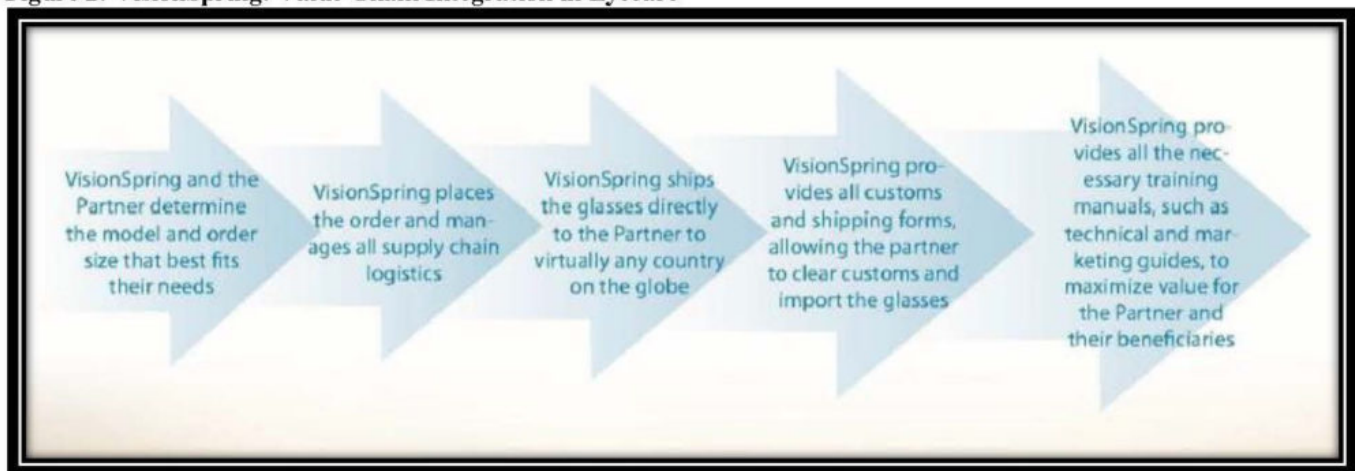 VisionSpring and the
Partner determine
the model and order
size that best fits
their needs
VisionSpring places
the order and man-
ages all supply chain
logistics
VisionSpring ships
the glasses directly
to the Partner to
virtually any country
on the globe
VisionSpring pro-
vides all customs
and shipping forms,
allowing the partner
to clear customs and
import the glasses
VisionSpring pro-
vides all the nec-
essary training
manuals, such as
technical and mar-
keting guides, to
maximize value for
the Partner and
their beneficiaries